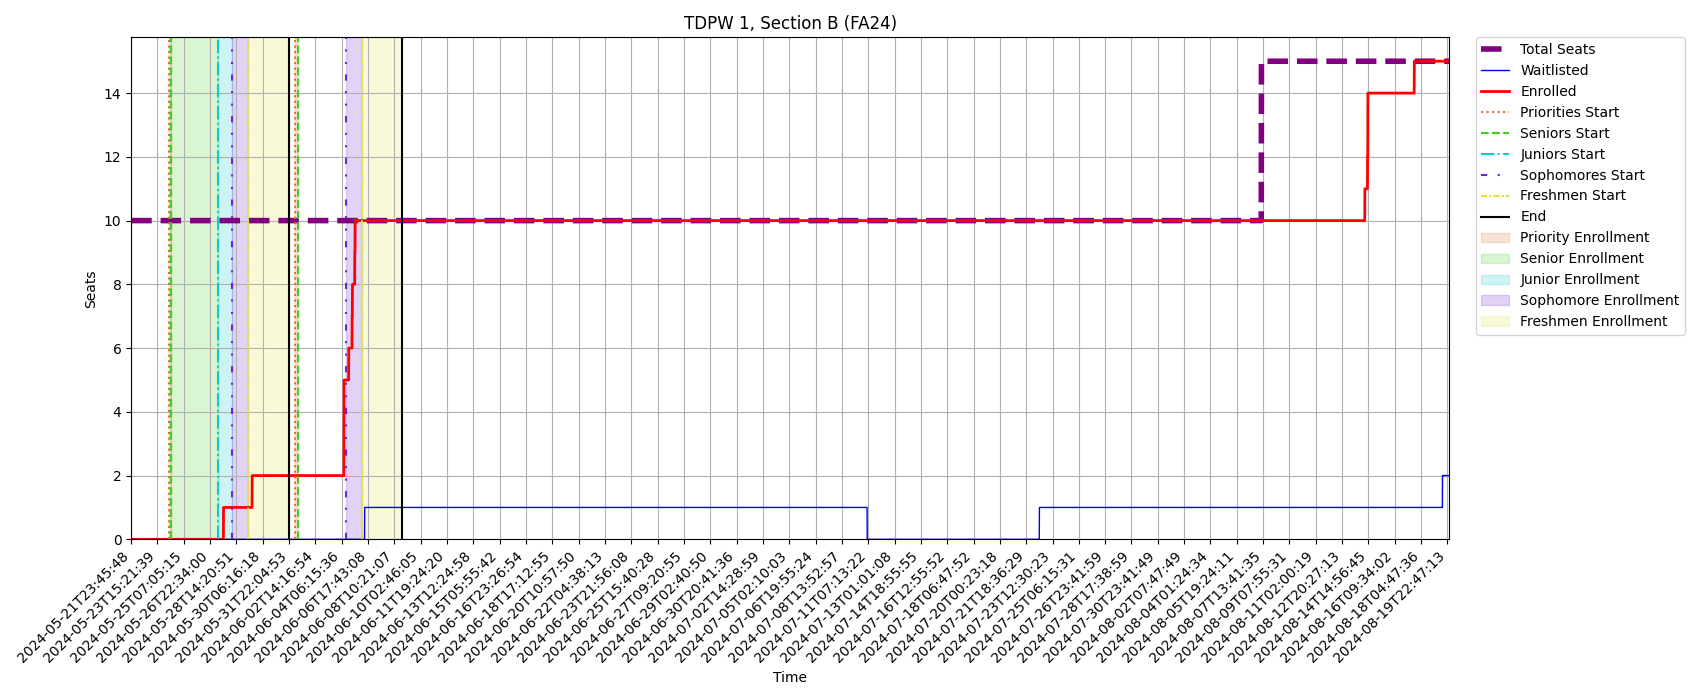 TDPW 1, Section B (FA24)
Total Seats
Waitlisted
Enrolled
Priorities Start
Seniors Start
Juniors Start
Sophomores Start
Freshmen Start
End
Priority Enrollment
Senior Enrollment
Junior Enrollment
Sophomore Enrollment
Freshmen Enrollment
Seats
14
12
10
8
6
4
2
0
2024-05-21T23:45:48
2024-05-23T15:21:39
2024-05-25T07:05:15
2024-05-26T22:34:00
2024-05-28T14:20:51
2024-05-30T06:16:18
2024-05-31T22:04:53
2024-06-02T14:16:54
2024-06-04T06:15:36
2024-06-06T17:43:08
2024-06-08T10:21:07
2024-06-10T02:46:05
2024-06-11T19:24:20
2024-06-13T12:24:58
2024-06-15T05:55:42
2024-06-16T23:26:54
2024-06-18T17:12:55
2024-06-20T10:57:50
2024-06-22T04:38:13
2024-06-23T21:56:08
2024-06-25T15:40:28
2024-06-27T09:20:55
2024-06-29T02:40:50
2024-06-30T20:41:36
2024-07-02T14:28:59
2024-07-05T02:10:03
2024-07-06T19:55:24
2024-07-08T13:52:57
2024-07-11T07:13:22
2024-07-13T01:01:08
2024-07-14T18:55:55
2024-07-16T12:55:52
2024-07-18T06:47:52
2024-07-20T00:23:18
2024-07-21T18:36:29
2024-07-23T12:30:23
2024-07-25T06:15:31
2024-07-26T23:41:59
2024-07-28T17:38:59
2024-07-30T23:41:49
2024-08-02T07:47:49
2024-08-04T01:24:34
2024-08-05T19:24:11
2024-08-07T13:41:35
2024-08-09T07:55:31
2024-08-11T02:00:19
2024-08-12T20:27:13
2024-08-14T14:56:45
2024-08-16T09:34:02
2024-08-18T04:47:36
2024-08-19T22:47:13
Time